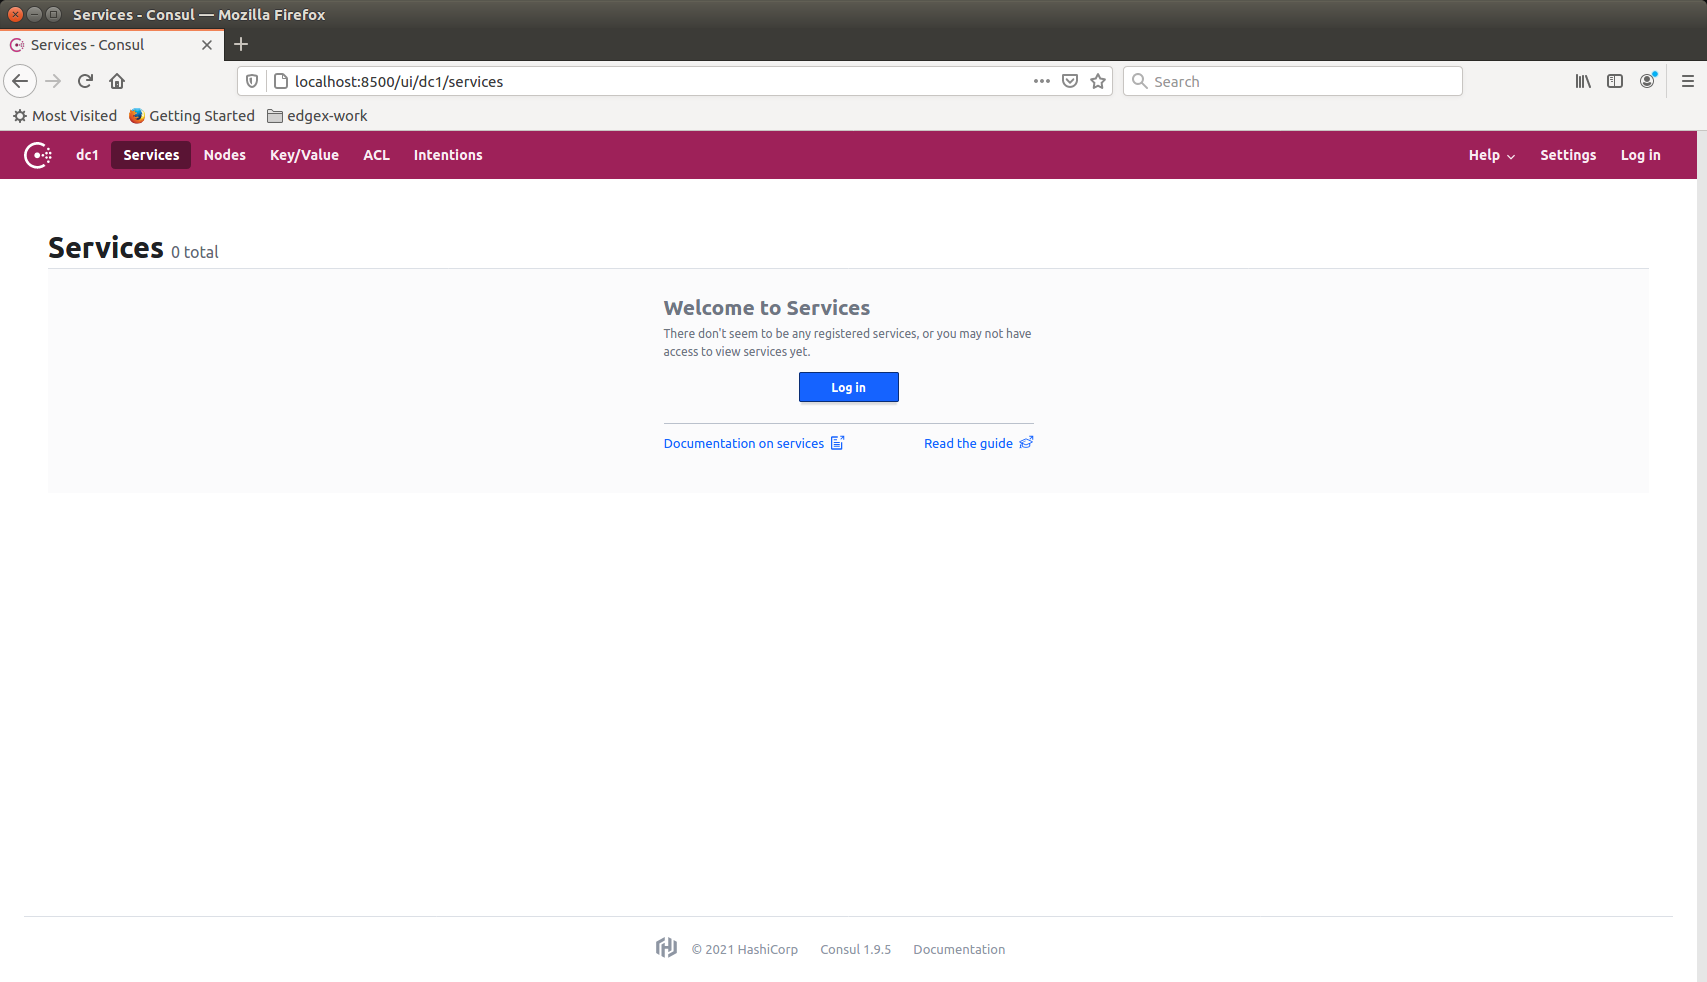 Services - Consul — Mozilla Firefox
Services - Consul
localhost:8500/ui/dc1/services
Search
Most Visited Getting Started edgex-work
dc1 Services Nodes Key/Value ACL Intentions Help Settings Log in
Services 0 total
Welcome to Services
There don't seem to be any registered services, or you may not have
access to view services yet.
Log in
Documentation on services Read the guide
© 2021 HashiCorp Consul 1.9.5 Documentation